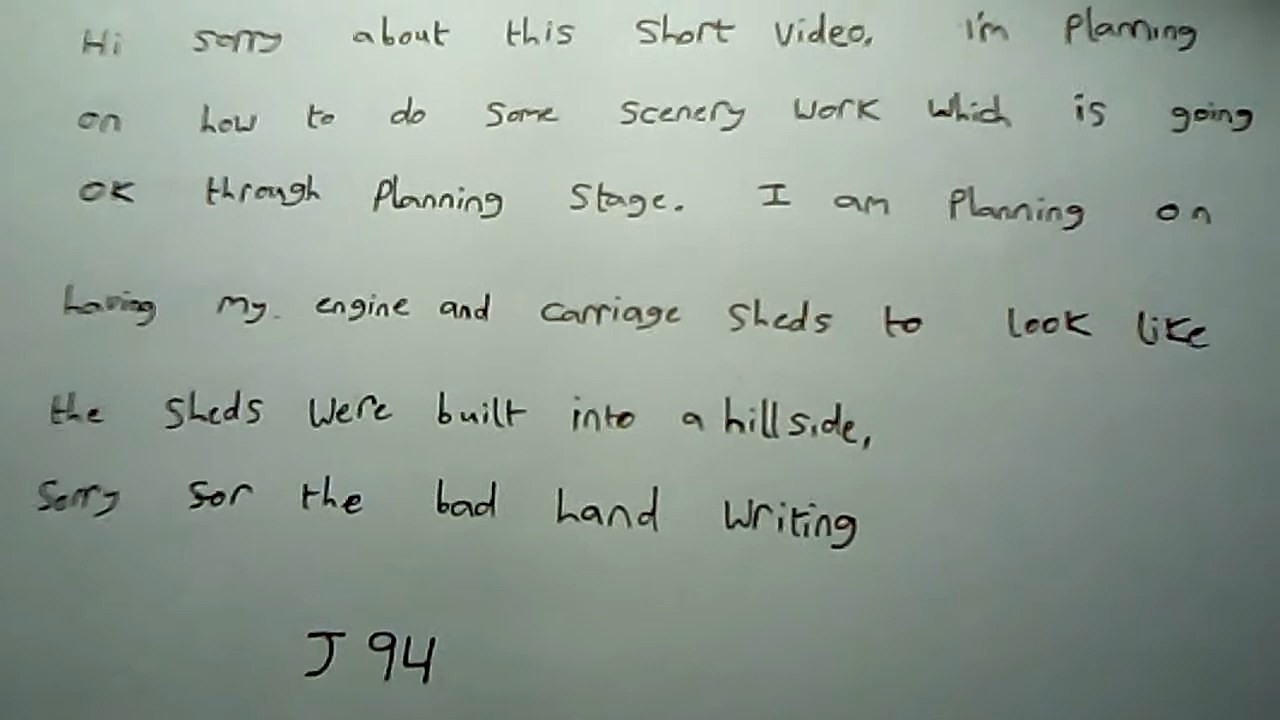 Hi sorry about this short video. I'm planning
on how to do some scenery work which is going
ok through planning stage. I am planning on
having my engine and carriage sheds to look like
the sheds were built into a hillside,
sorry for the bad hand writing
J 94